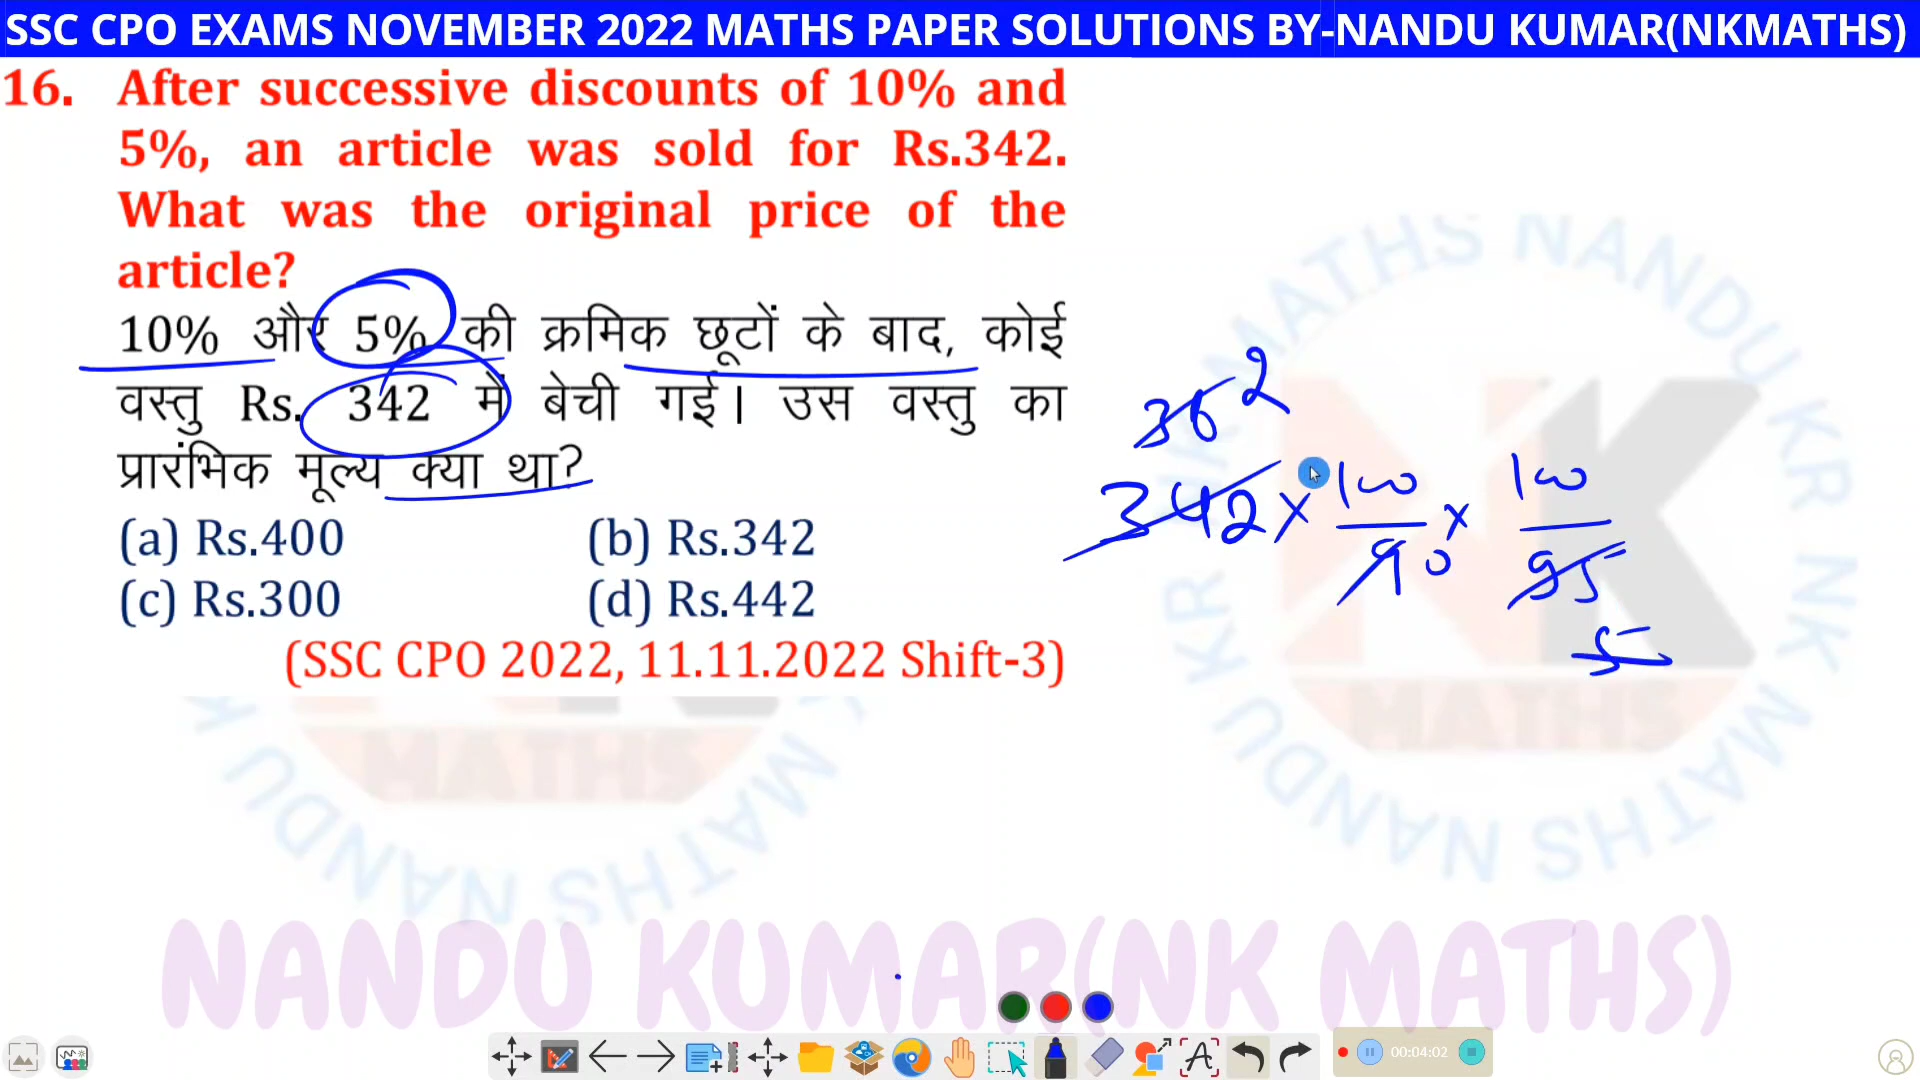 SSC CPO EXAMS NOVEMBER 2022 MATHS PAPER SOLUTIONS BY-NANDU KUMAR(NKMATHS)
16. After successive discounts of 10% and
5%, an article was sold for Rs.342.
What was the original price of the
article?
10% और 5% की क्रमिक छूटों के बाद, कोई
वस्तु Rs. 342 में बेची गई। उस वस्तु का
प्रारंभिक मूल्य क्या था?
(a) Rs.400 (b) Rs.342
(c) Rs.300 (d) Rs.442
(SSC CPO 2022, 11.11.2022 Shift-3)
36 2
342 × 100 × 100
90 95
5
NANDU KUMAR(NK MATHS)
00:04:02